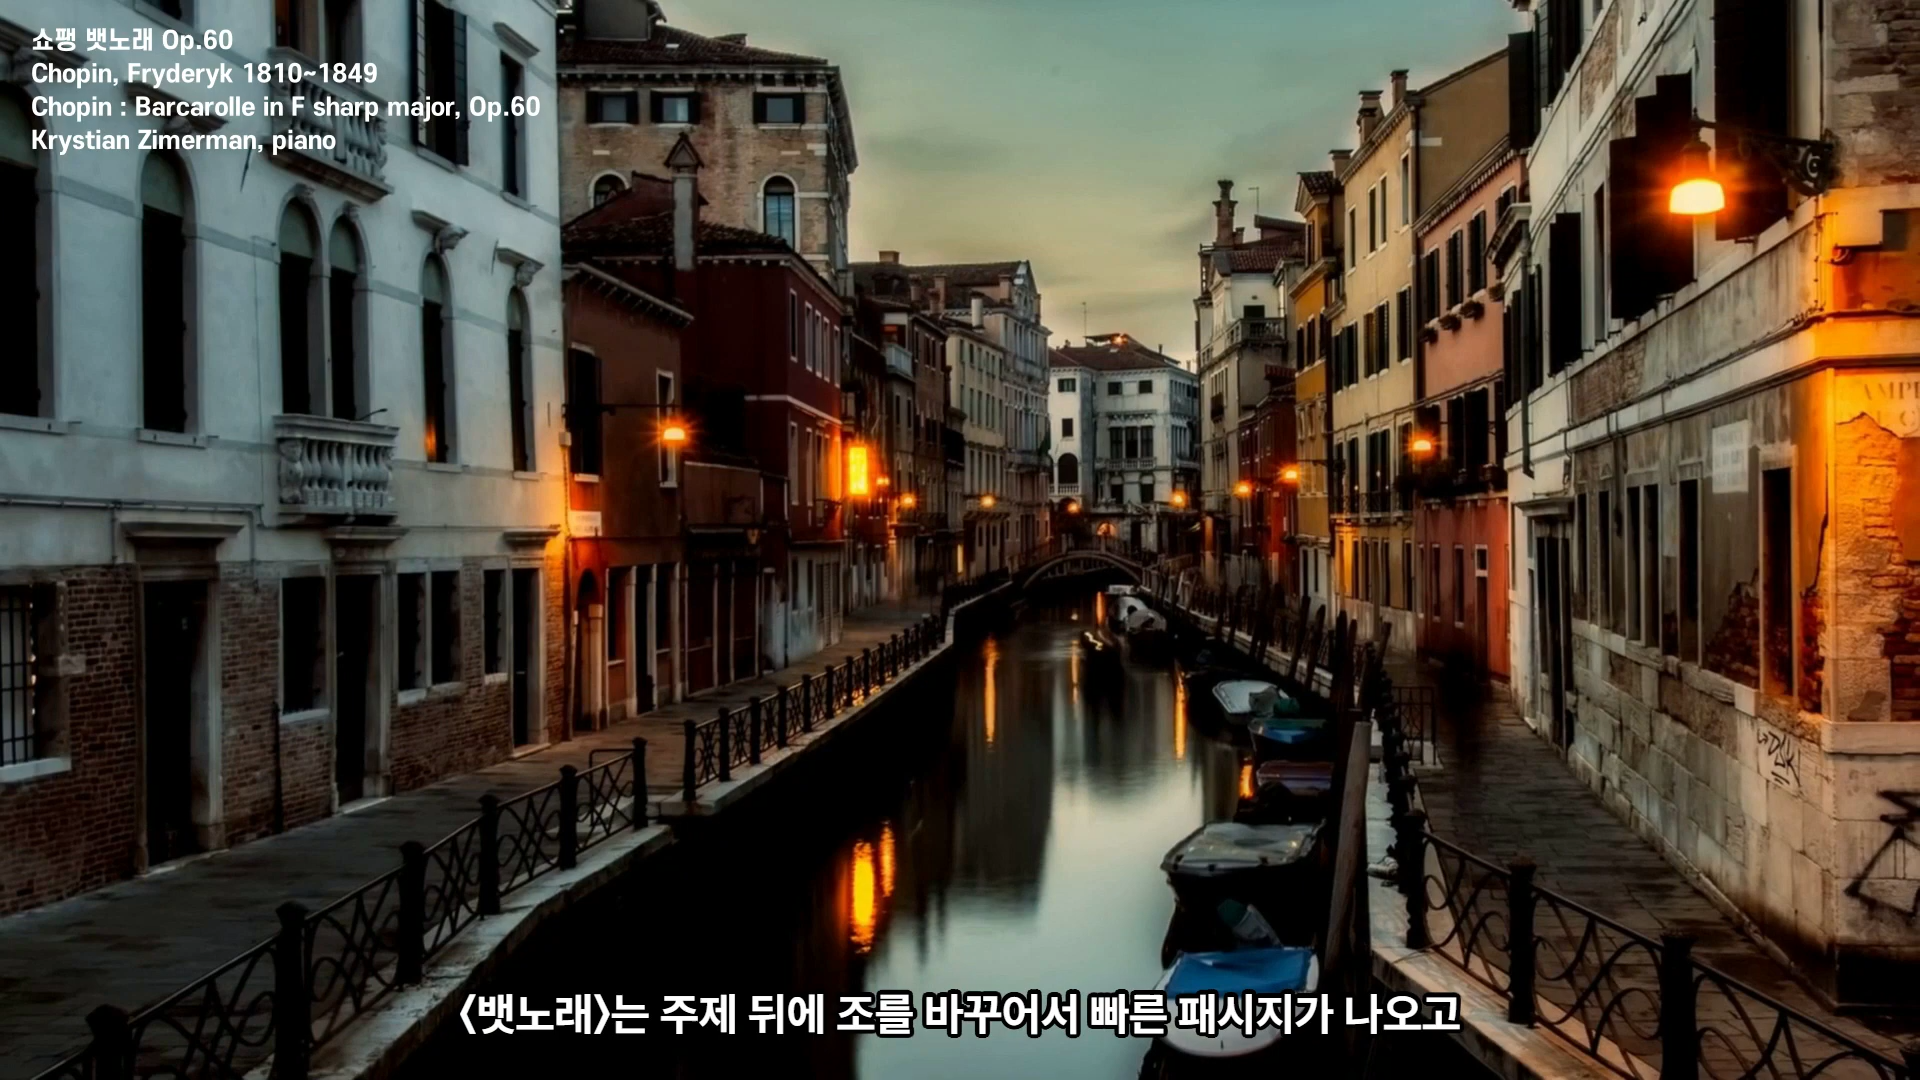 쇼팽 뱃노래 Op.60
Chopin, Fryderyk 1810~1849
Chopin : Barcarolle in F sharp major, Op.60
Krystian Zimerman, piano
〈뱃노래〉는 주제 뒤에 조를 바꾸어서 빠른 패시지가 나오고